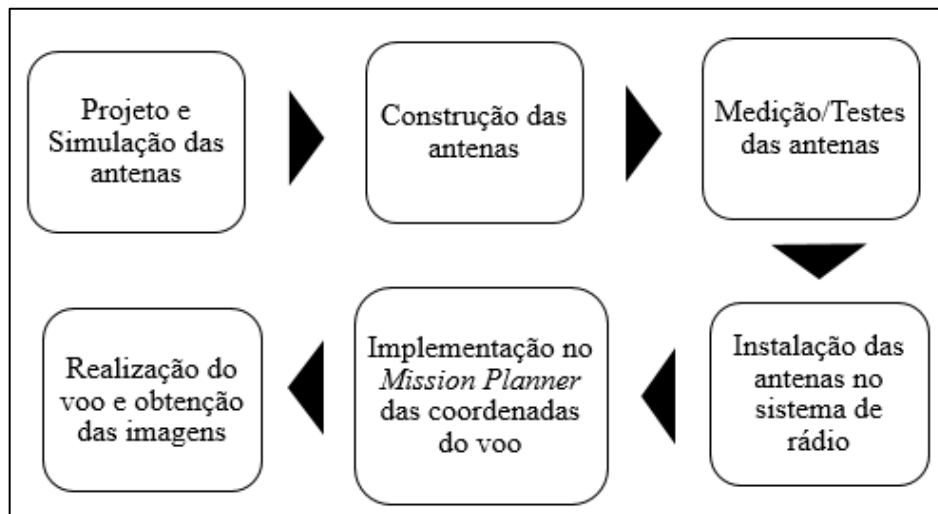 Projeto e
Simulação das
antenas
Construção das
antenas
Medição/Testes
das antenas
Instalação das
antenas no
sistema de
rádio
Implementação no
Mission Planner
das coordenadas
do voo
Realização do
voo e obtenção
das imagens